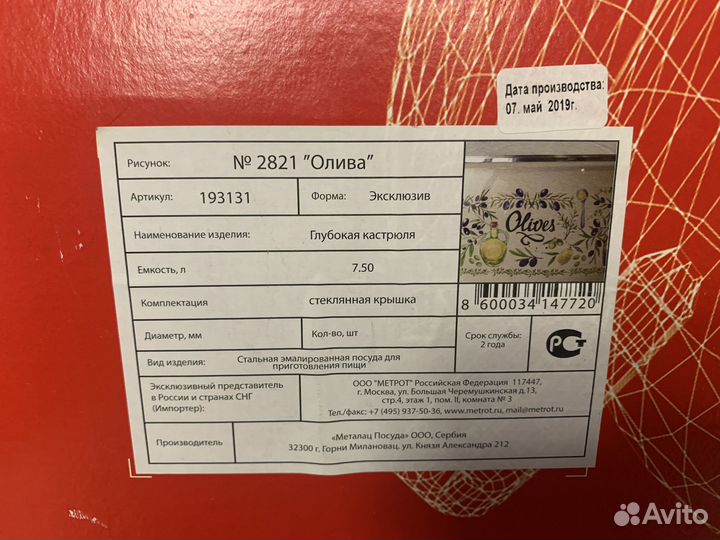 Дата производства:
07. май 2019г.
Рисунок: № 2821 "Олива"
Артикул: 193131 Форма: Эксклюзив
Наименование изделия: Глубокая кастрюля
Емкость, л 7.50
Комплектация стеклянная крышка
Диаметр, мм Кол-во, шт
Вид изделия: Стальная эмалированная посуда для
приготовления пищи
Olives
8 600034 147720
Срок службы:
2 года
РСТ
Эксклюзивный представитель
в России и странах СНГ
(Импортер):
ООО "МЕТРОТ" Российская Федерация 117447,
г. Москва, ул. Большая Черемушкинская д.13,
стр.4, этаж 1, пом. II, комната № 3
Тел./факс: +7 (495) 937-50-36, www.metrot.ru, mail@metrot.ru
Производитель
«Металац Посуда» ООО, Сербия
32300 г. Горни Милановац. ул. Князя Александра 212
Avito